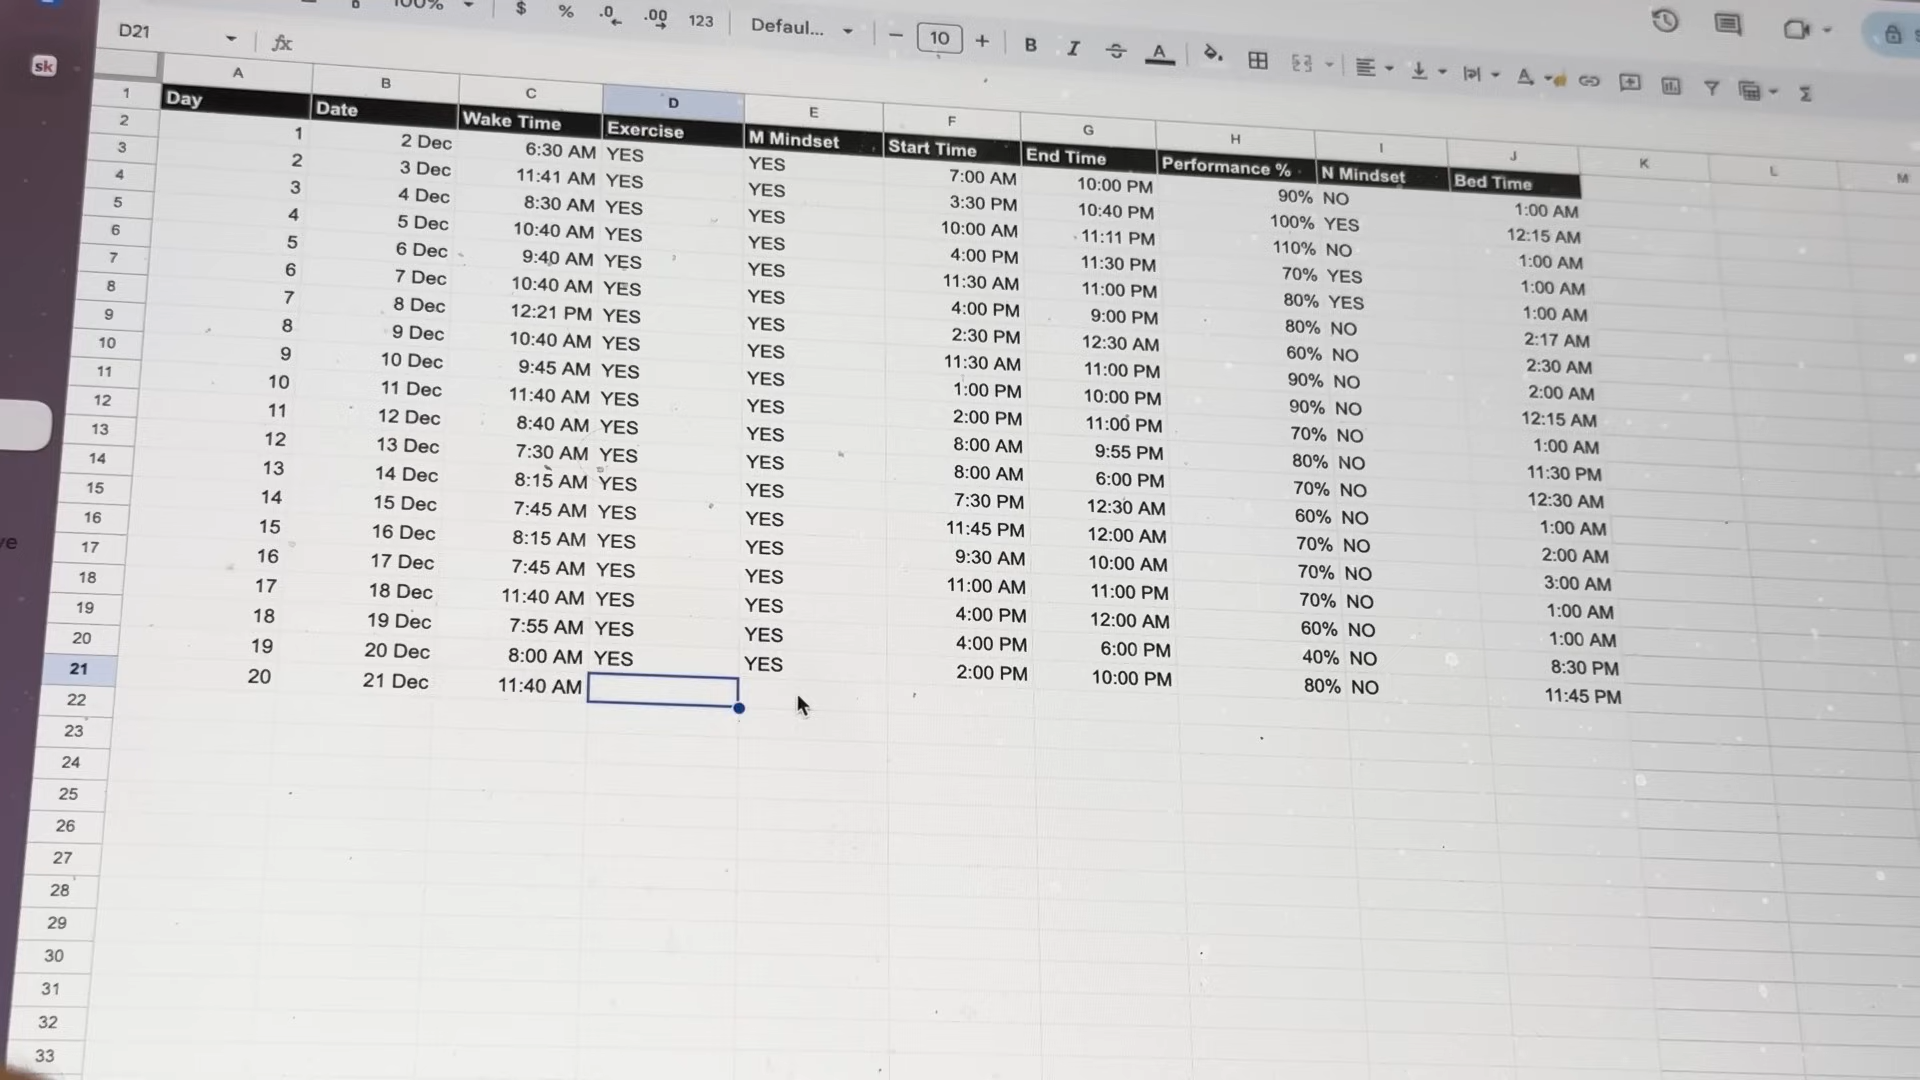 100%
$ % .0 .00 123 Defaul... − 10 + B I S A A Σ
D21 fx
sk
A B C D E F G H I J K L M
1 Day Date Wake Time Exercise M Mindset Start Time End Time Performance % N Mindset Bed Time
2 1 2 Dec 6:30 AM YES YES 7:00 AM 10:00 PM 90% NO 1:00 AM
3 2 3 Dec 11:41 AM YES YES 3:30 PM 10:40 PM 100% YES 12:15 AM
4 3 4 Dec 8:30 AM YES YES 10:00 AM 11:11 PM 110% NO 1:00 AM
5 4 5 Dec 10:40 AM YES YES 4:00 PM 11:30 PM 70% YES 1:00 AM
6 5 6 Dec 9:40 AM YES YES 11:30 AM 11:00 PM 80% YES 1:00 AM
7 6 7 Dec 10:40 AM YES YES 4:00 PM 9:00 PM 80% NO 2:17 AM
8 7 8 Dec 12:21 PM YES YES 2:30 PM 12:30 AM 60% NO 2:30 AM
9 8 9 Dec 10:40 AM YES YES 11:30 AM 11:00 PM 90% NO 2:00 AM
10 9 10 Dec 9:45 AM YES YES 1:00 PM 10:00 PM 90% NO 12:15 AM
11 10 11 Dec 11:40 AM YES YES 2:00 PM 11:00 PM 70% NO 1:00 AM
12 11 12 Dec 8:40 AM YES YES 8:00 AM 9:55 PM 80% NO 11:30 PM
13 12 13 Dec 7:30 AM YES YES 8:00 AM 6:00 PM 70% NO 12:30 AM
14 13 14 Dec 8:15 AM YES YES 7:30 PM 12:30 AM 60% NO 1:00 AM
15 14 15 Dec 7:45 AM YES YES 11:45 PM 12:00 AM 70% NO 2:00 AM
16 15 16 Dec 8:15 AM YES YES 9:30 AM 10:00 AM 70% NO 3:00 AM
17 16 17 Dec 7:45 AM YES YES 11:00 AM 11:00 PM 70% NO 1:00 AM
18 17 18 Dec 11:40 AM YES YES 4:00 PM 12:00 AM 60% NO 1:00 AM
19 18 19 Dec 7:55 AM YES YES 4:00 PM 6:00 PM 40% NO 8:30 PM
20 19 20 Dec 8:00 AM YES YES 2:00 PM 10:00 PM 80% NO 11:45 PM
21 20 21 Dec 11:40 AM
22
23
24
25
26
27
28
29
30
31
32
33